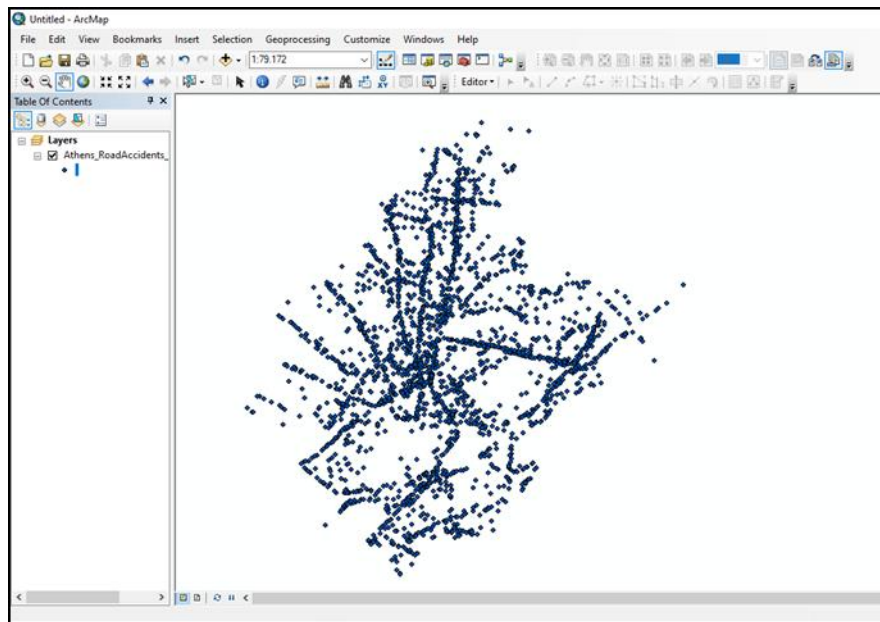 Untitled - ArcMap
File Edit View Bookmarks Insert Selection Geoprocessing Customize Windows Help
1:79.172
Editor
Table Of Contents
Layers
Athens_RoadAccidents_